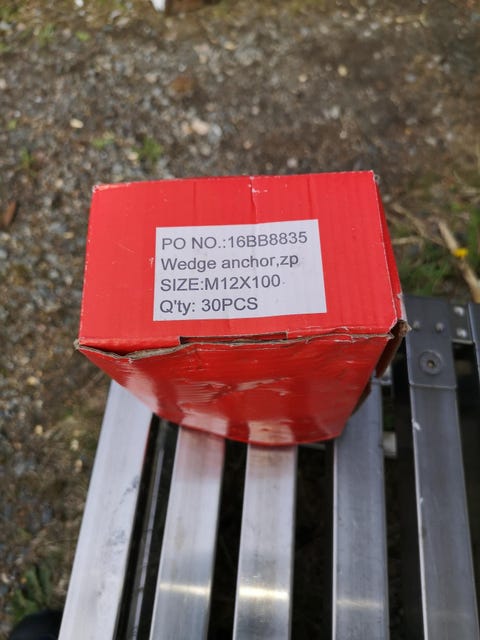 PO NO.:16BB8835
Wedge anchor,zp
SIZE:M12X100
Q'ty: 30PCS